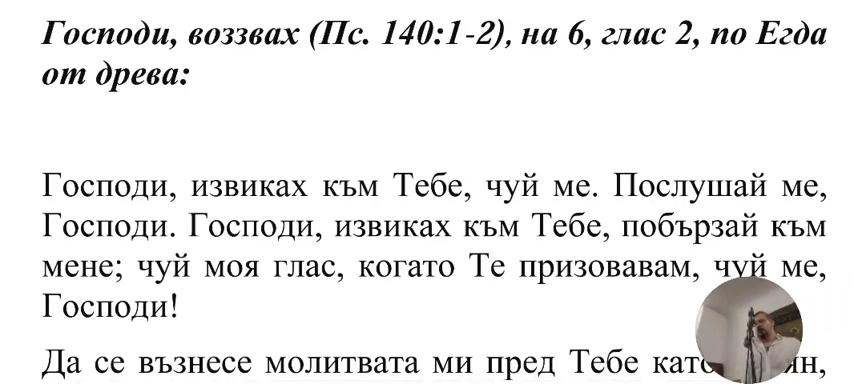 Господи, воззвах (Пс. 140:1-2), на 6, глас 2, по Егда
от древа:
Господи, извиках към Тебе, чуй ме. Послушай ме,
Господи. Господи, извиках към Тебе, побързай към
мене; чуй моя глас, когато Те призовавам, чуй ме,
Господи!
Да се възнесе молитвата ми пред Тебе